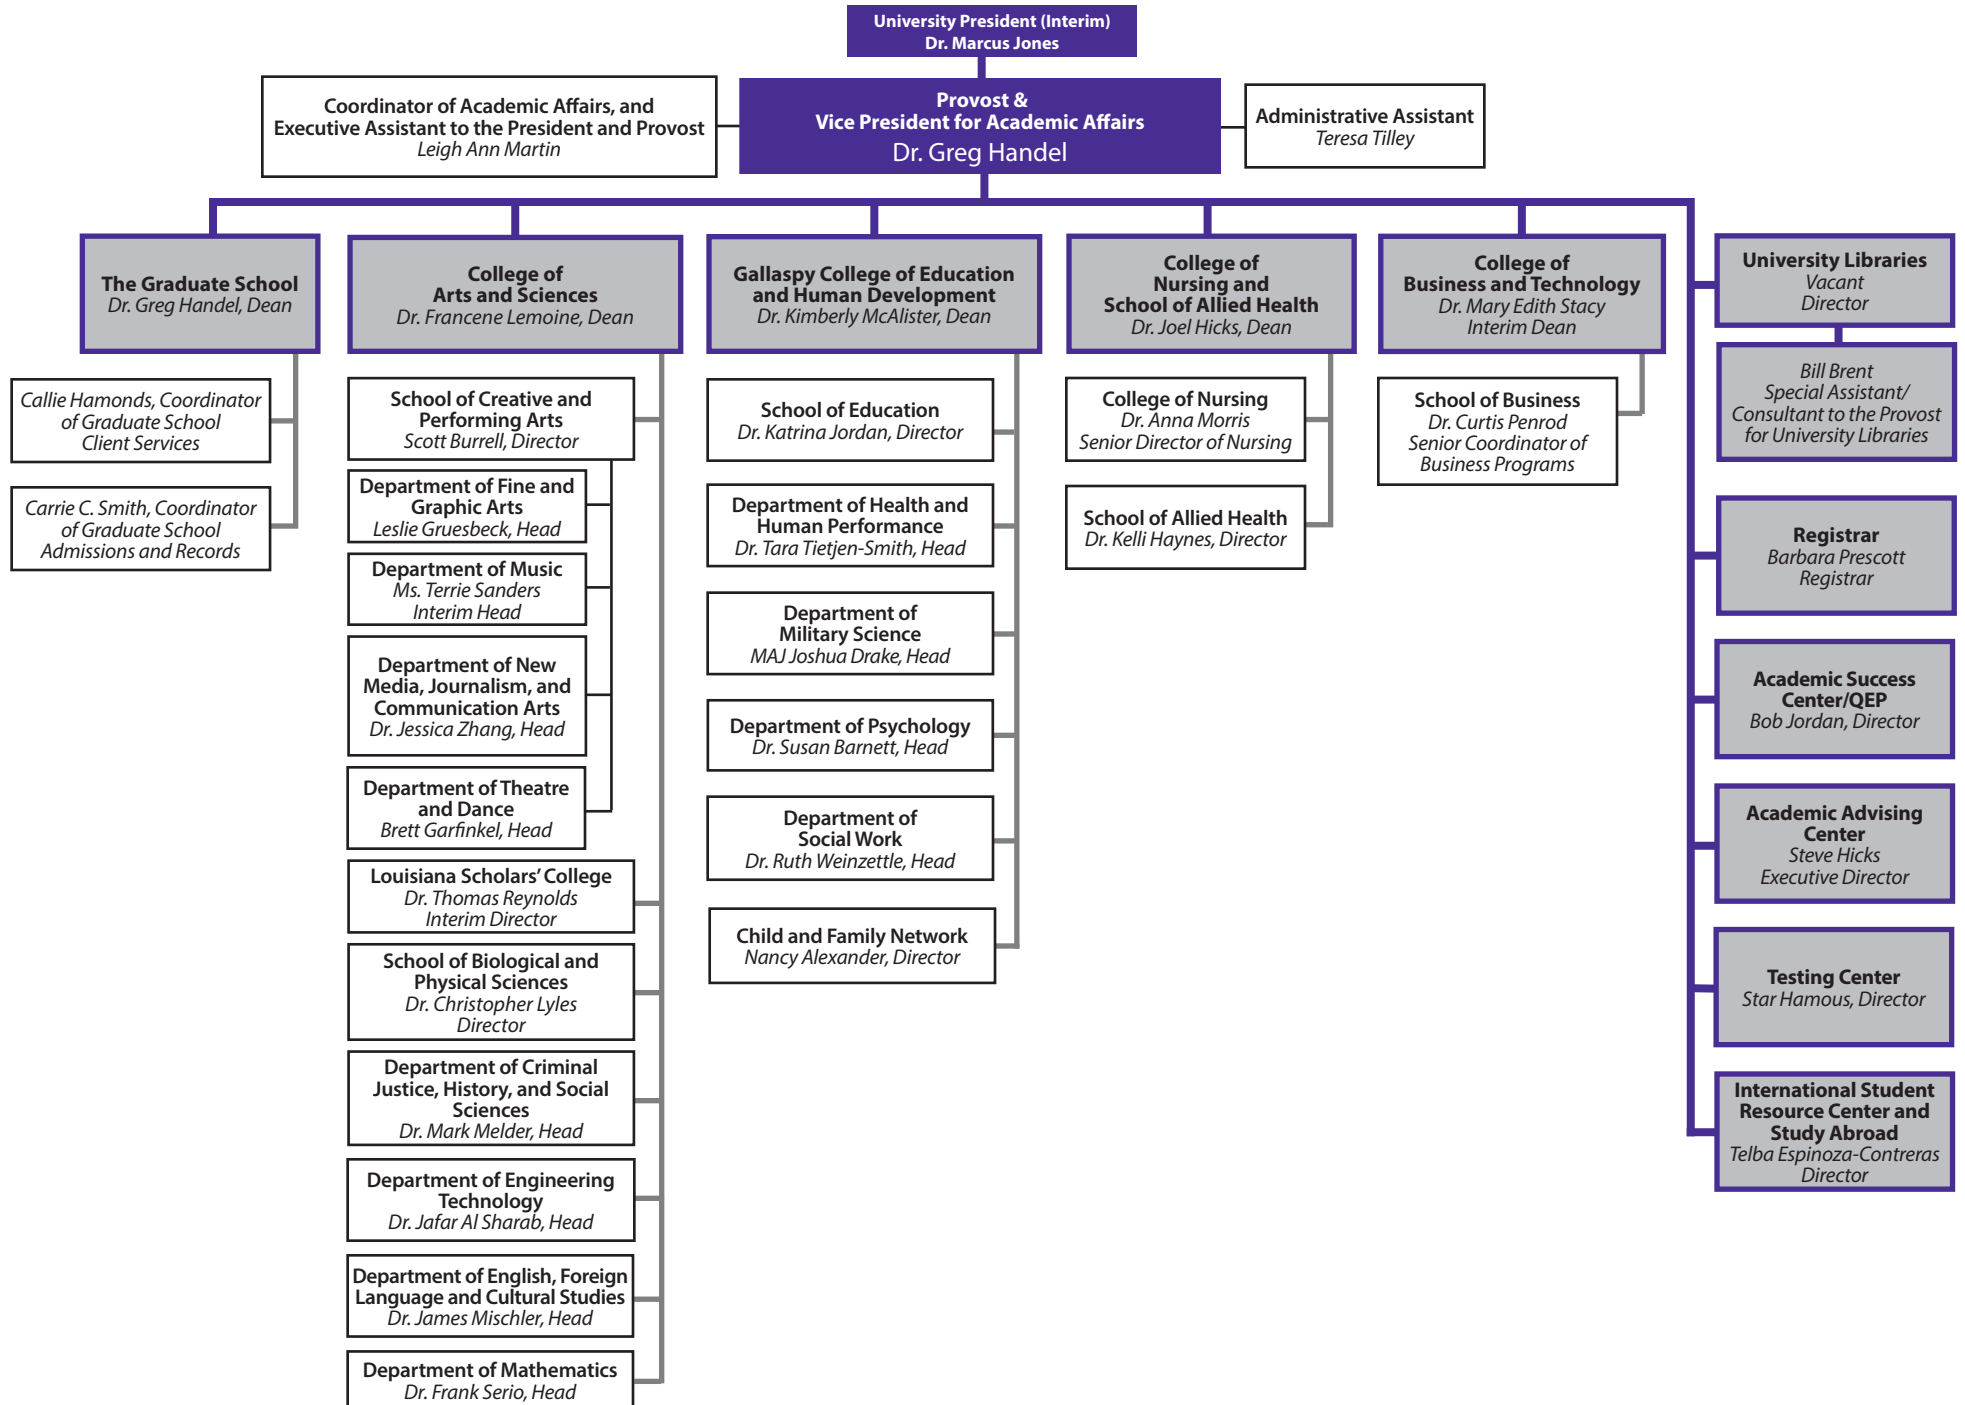 University President (Interim)
Dr. Marcus Jones
Coordinator of Academic Affairs, and
Executive Assistant to the President and Provost
Leigh Ann Martin
Provost &
Vice President for Academic Affairs
Dr. Greg Handel
Administrative Assistant
Teresa Tilley
The Graduate School
Dr. Greg Handel, Dean
Callie Hamonds, Coordinator
of Graduate School
Client Services
Carrie C. Smith, Coordinator
of Graduate School
Admissions and Records
College of
Arts and Sciences
Dr. Francene Lemoine, Dean
School of Creative and
Performing Arts
Scott Burrell, Director
Department of Fine and
Graphic Arts
Leslie Gruesbeck, Head
Department of Music
Ms. Terrie Sanders
Interim Head
Department of New
Media, Journalism, and
Communication Arts
Dr. Jessica Zhang, Head
Department of Theatre
and Dance
Brett Garfinkel, Head
Louisiana Scholars’ College
Dr. Thomas Reynolds
Interim Director
School of Biological and
Physical Sciences
Dr. Christopher Lyles
Director
Department of Criminal
Justice, History, and Social
Sciences
Dr. Mark Melder, Head
Department of Engineering
Technology
Dr. Jafar Al Sharab, Head
Department of English, Foreign
Language and Cultural Studies
Dr. James Mischler, Head
Department of Mathematics
Dr. Frank Serio, Head
Gallaspy College of Education
and Human Development
Dr. Kimberly McAlister, Dean
School of Education
Dr. Katrina Jordan, Director
Department of Health and
Human Performance
Dr. Tara Tietjen-Smith, Head
Department of
Military Science
MAJ Joshua Drake, Head
Department of Psychology
Dr. Susan Barnett, Head
Department of
Social Work
Dr. Ruth Weinzettle, Head
Child and Family Network
Nancy Alexander, Director
College of
Nursing and
School of Allied Health
Dr. Joel Hicks, Dean
College of Nursing
Dr. Anna Morris
Senior Director of Nursing
School of Allied Health
Dr. Kelli Haynes, Director
College of
Business and Technology
Dr. Mary Edith Stacy
Interim Dean
School of Business
Dr. Curtis Penrod
Senior Coordinator of
Business Programs
University Libraries
Vacant
Director
Bill Brent
Special Assistant/
Consultant to the Provost
for University Libraries
Registrar
Barbara Prescott
Registrar
Academic Success
Center/QEP
Bob Jordan, Director
Academic Advising
Center
Steve Hicks
Executive Director
Testing Center
Star Hamous, Director
International Student
Resource Center and
Study Abroad
Telba Espinoza-Contreras
Director